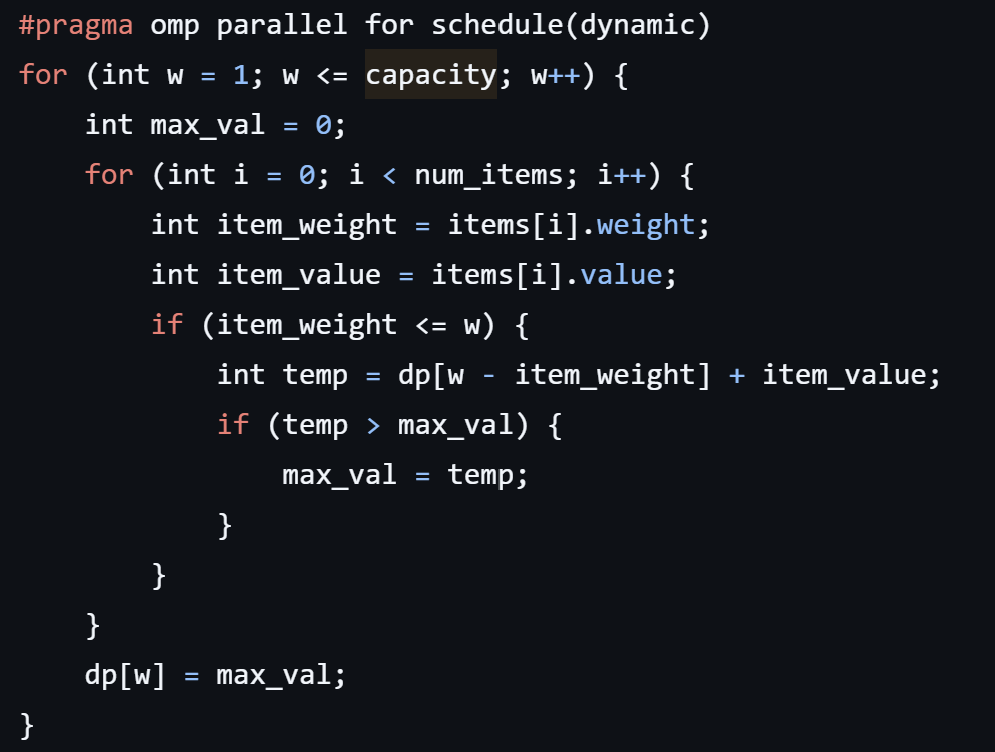 #pragma omp parallel for schedule(dynamic)
for (int w = 1; w <= capacity; w++) {
    int max_val = 0;
    for (int i = 0; i < num_items; i++) {
        int item_weight = items[i].weight;
        int item_value = items[i].value;
        if (item_weight <= w) {
            int temp = dp[w - item_weight] + item_value;
            if (temp > max_val) {
                max_val = temp;
            }
        }
    }
    dp[w] = max_val;
}